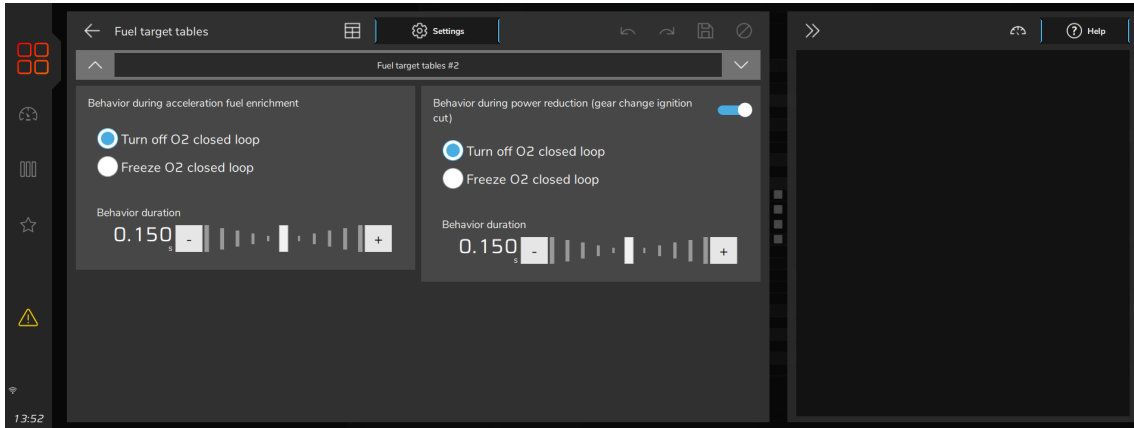 Fuel target tables
Settings
Help
Fuel target tables #2
Behavior during acceleration fuel enrichment
Turn off O2 closed loop
Freeze O2 closed loop
Behavior duration
0.150
s
-
+
Behavior during power reduction (gear change ignition
cut)
Turn off O2 closed loop
Freeze O2 closed loop
Behavior duration
0.150
s
-
+
13:52